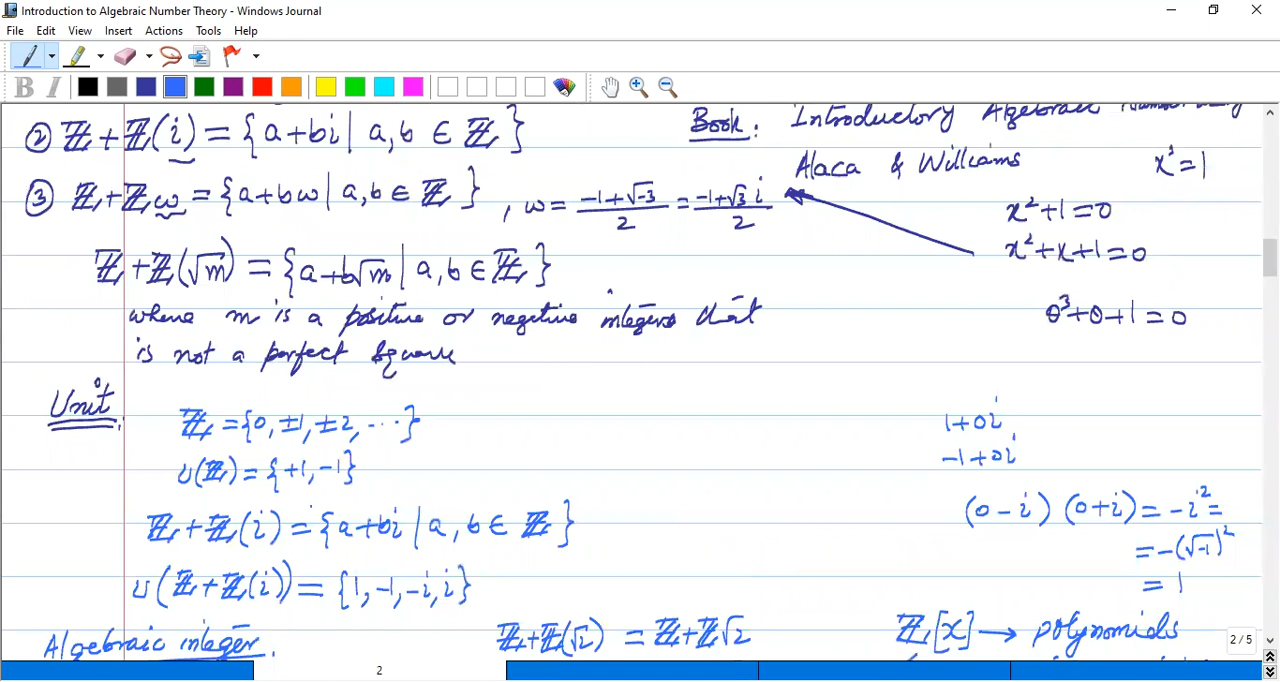 Introduction to Algebraic Number Theory - Windows Journal
File Edit View Insert Actions Tools Help
② ℤ+ℤ(i) = {a+bi | a,b ∈ ℤ}
Book: Introductory Algebraic Number
Alaca & Williams
x³=1
③ ℤ+ℤω = {a+bω | a,b ∈ ℤ}, ω = (-1+√-3)/2 = (-1+√3 i)/2
x²+1=0
x²+x+1=0
ℤ+ℤ(√m) = {a+b√m | a,b ∈ ℤ}
where m is a positive or negative integers that
is not a perfect square
θ³+θ+1=0
Unit:
ℤ = {0, ±1, ±2, ...}
U(ℤ) = {+1, -1}
1+0i
-1+0i
ℤ+ℤ(i) = {a+bi | a,b ∈ ℤ}
(0-i) (0+i) = -i² =
= -(√-1)²
= 1
U(ℤ+ℤ(i)) = {1, -1, -i, i}
Algebraic integer.
ℤ+ℤ(√2) = ℤ+ℤ√2
ℤ[x] → polynomials
2 / 5
2